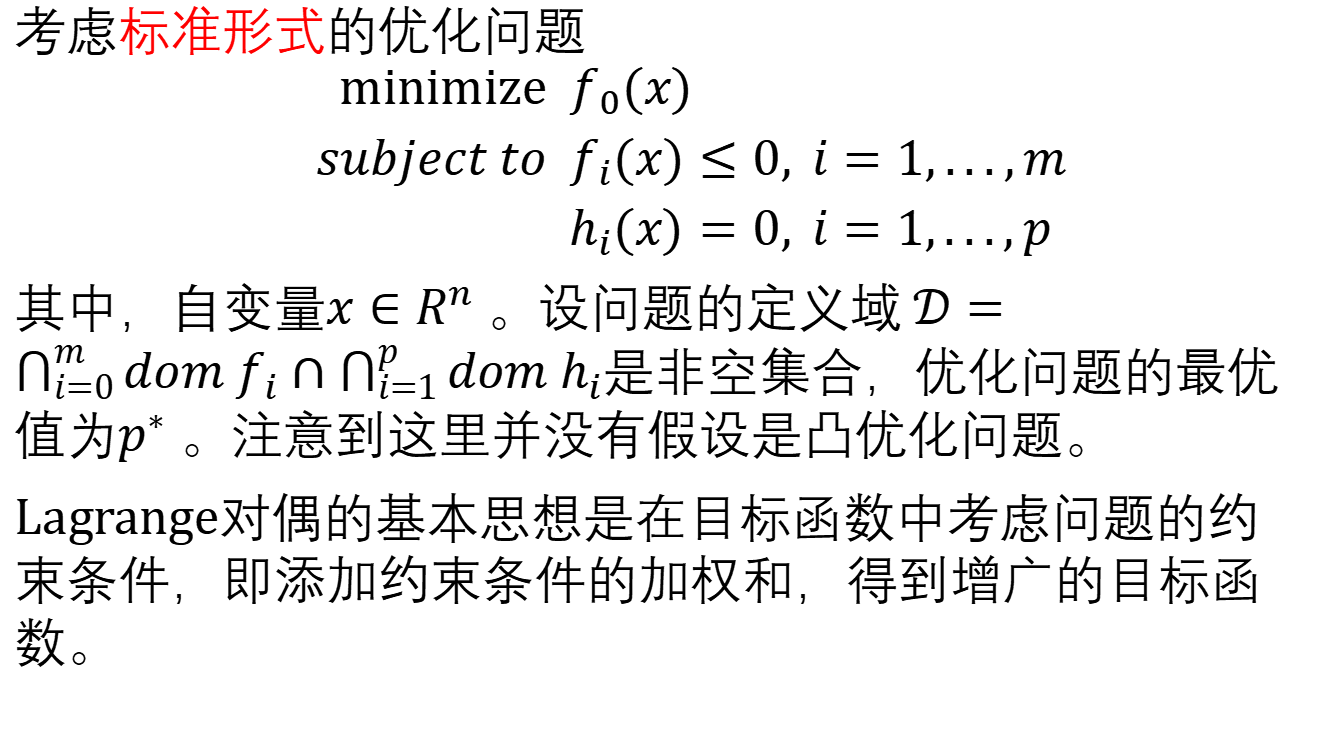 考虑标准形式的优化问题
minimize f₀(x)
subject to fᵢ(x) ≤ 0, i = 1,...,m
hᵢ(x) = 0, i = 1,...,p
其中，自变量x ∈ Rⁿ 。设问题的定义域 𝒟 =
⋂ᵢ₌₀ᵐ dom fᵢ ∩ ⋂ᵢ₌₁ᵖ dom hᵢ是非空集合，优化问题的最优
值为p* 。注意到这里并没有假设是凸优化问题。
Lagrange对偶的基本思想是在目标函数中考虑问题的约
束条件，即添加约束条件的加权和，得到增广的目标函
数。